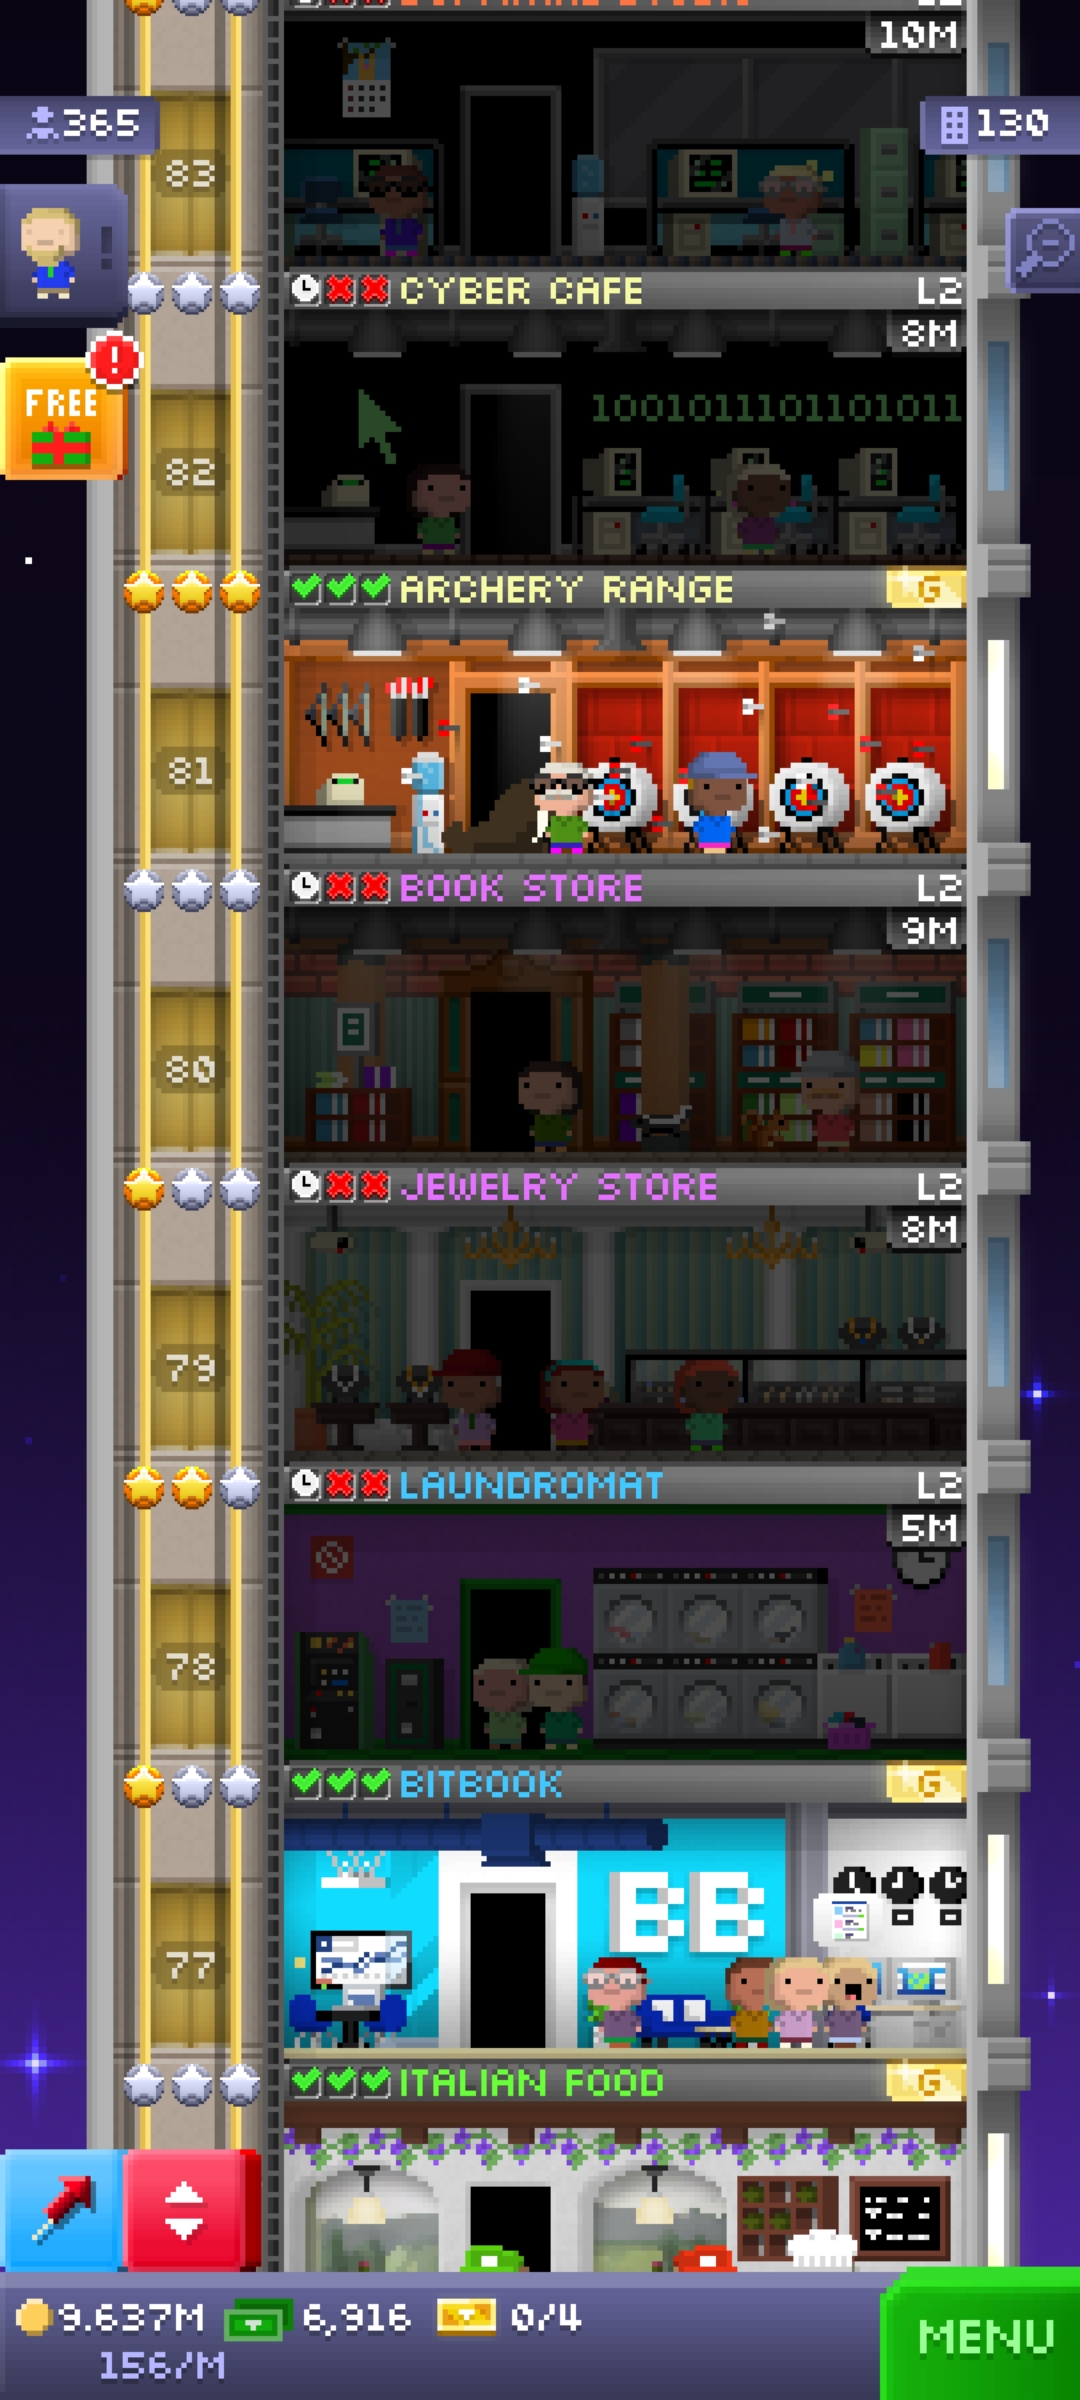 L2
10M
365
130
83
CYBER CAFE
L2
8M
FREE
!
1001011101101011
82
ARCHERY RANGE
G
81
BOOK STORE
L2
9M
80
JEWELRY STORE
L2
8M
79
LAUNDROMAT
L2
5M
78
BITBOOK
G
BB
77
ITALIAN FOOD
G
9.637M
6,916
0/4
156/M
MENU